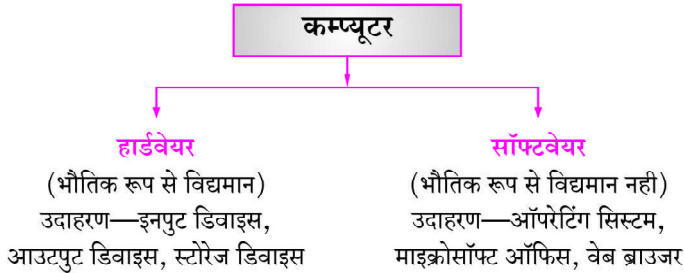 कम्प्यूटर
हार्डवेयर
(भौतिक रूप से विद्यमान)
उदाहरण—इनपुट डिवाइस,
आउटपुट डिवाइस, स्टोरेज डिवाइस
सॉफ्टवेयर
(भौतिक रूप से विद्यमान नही)
उदाहरण—ऑपरेटिंग सिस्टम,
माइक्रोसॉफ्ट ऑफिस, वेब ब्राउजर